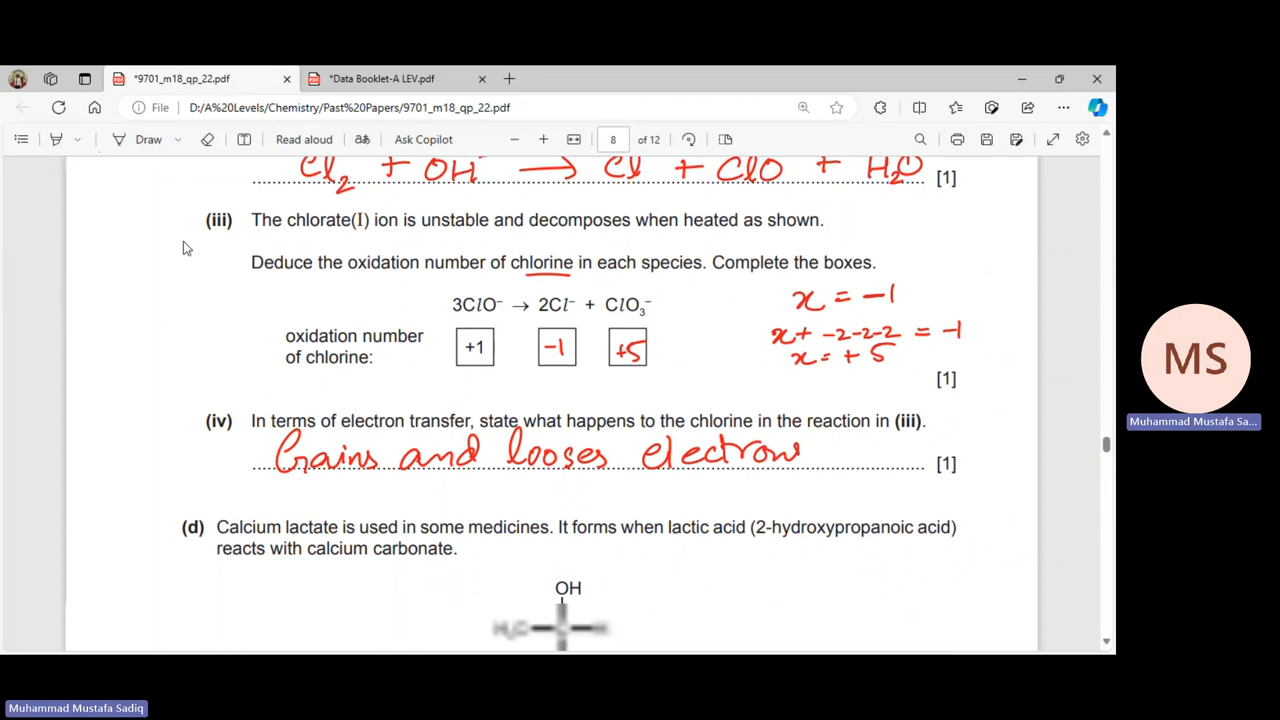 *9701_m18_qp_22.pdf
*Data Booklet-A LEV.pdf
File D:/A%20Levels/Chemistry/Past%20Papers/9701_m18_qp_22.pdf
Draw Read aloud Ask Copilot 8 of 12
Cl2 + OH- → Cl + ClO + H2O [1]
(iii) The chlorate(I) ion is unstable and decomposes when heated as shown.
Deduce the oxidation number of chlorine in each species. Complete the boxes.
x = -1
3ClO⁻ → 2Cl⁻ + ClO₃⁻
x + -2-2-2 = -1
oxidation number
of chlorine: +1 -1 +5
x = +5
[1]
(iv) In terms of electron transfer, state what happens to the chlorine in the reaction in (iii).
Gains and looses electrons [1]
(d) Calcium lactate is used in some medicines. It forms when lactic acid (2-hydroxypropanoic acid)
reacts with calcium carbonate.
OH
H₃C C H
MS
Muhammad Mustafa Sa...
Muhammad Mustafa Sadiq